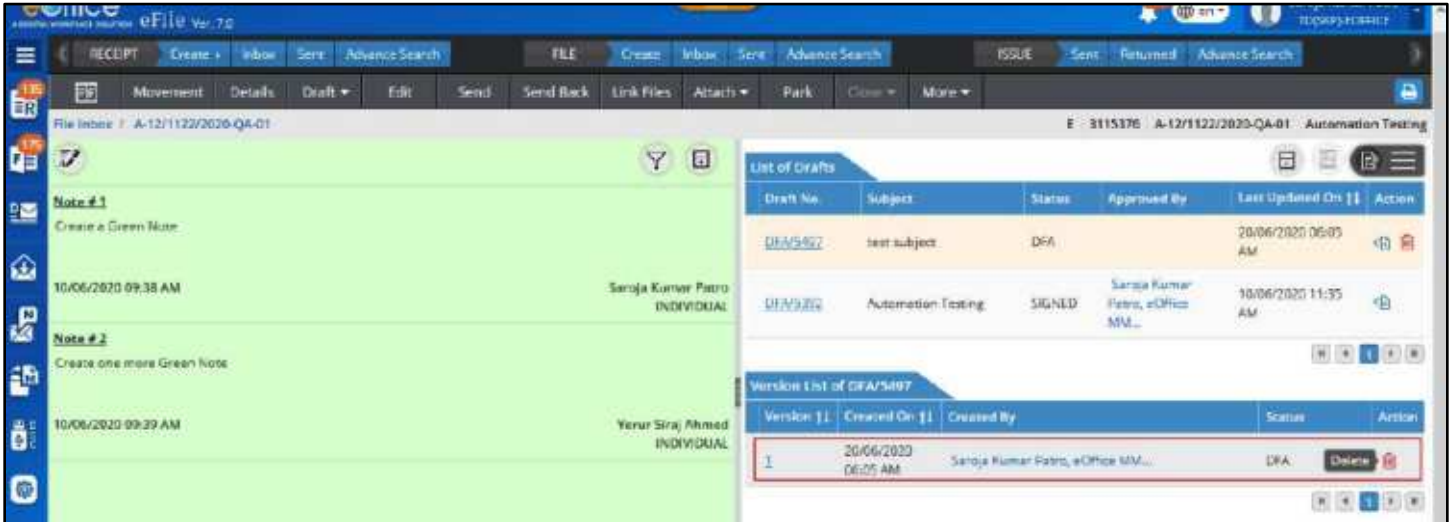 eFile Ver. 7.0
en
RECEIPT Create Inbox Sent Advance Search FILE Create Inbox Sent Advance Search ISSUE Sent Returned Advance Search
Movement Details Draft Edit Send Send Back Link Files Attach Park Close More
File Inbox / A-12/1122/2020-QA-01
E 3115376 A-12/1122/2020-QA-01 Automation Testing
Note # 1
Create a Green Note
10/06/2020 09:38 AM
Saroja Kumar Patro
INDIVIDUAL
Note # 2
Create one more Green Note
10/06/2020 09:39 AM
Yerur Siraj Ahmed
INDIVIDUAL
List of Drafts
Draft No. Subject Status Approved By Last Updated On Action
DFA/5497 test subject DFA 20/06/2020 06:05
AM
Automation Testing SIGNED Saroja Kumar
Patro, eOffice
MM...
10/06/2020 11:35
AM
1
Version List of DFA/5497
Version Created On Created By Status Action
1 20/06/2020
06:05 AM
Saroja Kumar Patro, eOffice MM... DFA Delete
1